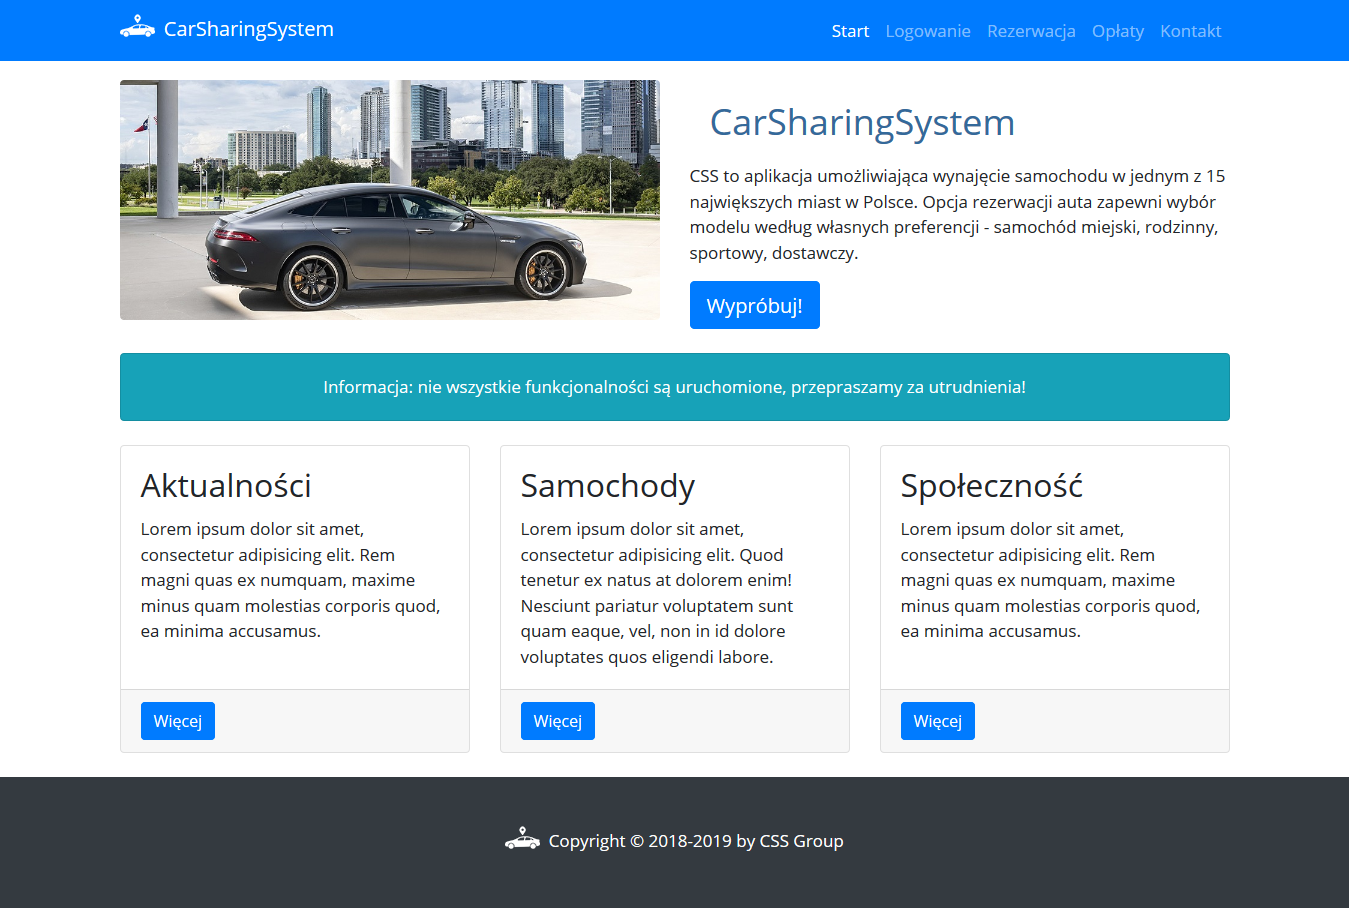 CarSharingSystem
Start Logowanie Rezerwacja Opłaty Kontakt
CarSharingSystem
CSS to aplikacja umożliwiająca wynajęcie samochodu w jednym z 15
największych miast w Polsce. Opcja rezerwacji auta zapewni wybór
modelu według własnych preferencji - samochód miejski, rodzinny,
sportowy, dostawczy.
Wypróbuj!
Informacja: nie wszystkie funkcjonalności są uruchomione, przepraszamy za utrudnienia!
Aktualności
Lorem ipsum dolor sit amet,
consectetur adipisicing elit. Rem
magni quas ex numquam, maxime
minus quam molestias corporis quod,
ea minima accusamus.
Więcej
Samochody
Lorem ipsum dolor sit amet,
consectetur adipisicing elit. Quod
tenetur ex natus at dolorem enim!
Nesciunt pariatur voluptatem sunt
quam eaque, vel, non in id dolore
voluptates quos eligendi labore.
Więcej
Społeczność
Lorem ipsum dolor sit amet,
consectetur adipisicing elit. Rem
magni quas ex numquam, maxime
minus quam molestias corporis quod,
ea minima accusamus.
Więcej
Copyright © 2018-2019 by CSS Group